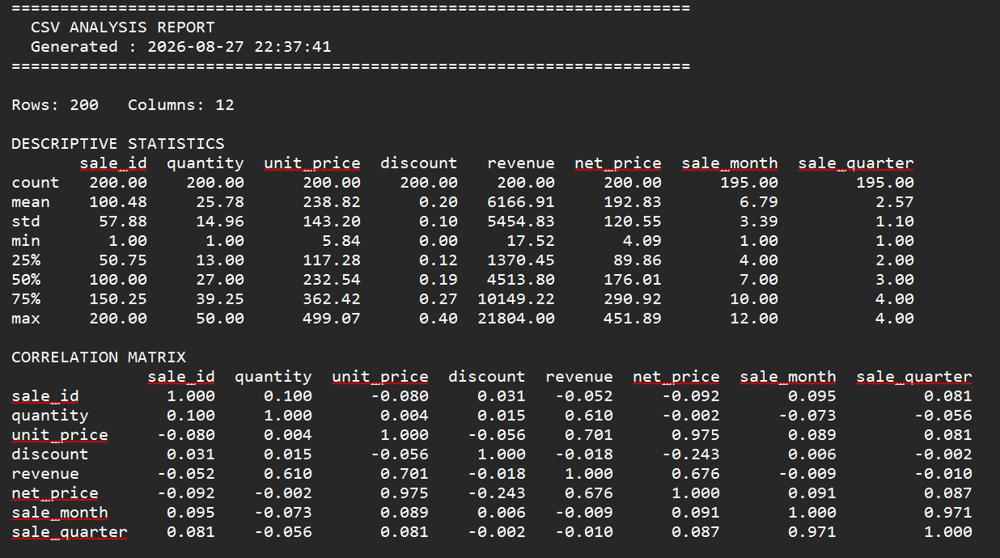 ======================================================================
  CSV ANALYSIS REPORT
  Generated : 2026-08-27 22:37:41
======================================================================

Rows: 200   Columns: 12

DESCRIPTIVE STATISTICS
       sale_id  quantity  unit_price  discount   revenue  net_price  sale_month  sale_quarter
count   200.00    200.00      200.00    200.00    200.00     200.00      195.00        195.00
mean    100.48     25.78      238.82      0.20   6166.91     192.83        6.79          2.57
std      57.88     14.96      143.20      0.10   5454.83     120.55        3.39          1.10
min       1.00      1.00        5.84      0.00     17.52       4.09        1.00          1.00
25%      50.75     13.00      117.28      0.12   1370.45      89.86        4.00          2.00
50%     100.00     27.00      232.54      0.19   4513.80     176.01        7.00          3.00
75%     150.25     39.25      362.42      0.27  10149.22     290.92       10.00          4.00
max     200.00     50.00      499.07      0.40  21804.00     451.89       12.00          4.00

CORRELATION MATRIX
              sale_id  quantity  unit_price  discount  revenue  net_price  sale_month  sale_quarter
sale_id         1.000     0.100      -0.080     0.031   -0.052     -0.092       0.095         0.081
quantity        0.100     1.000       0.004     0.015    0.610     -0.002      -0.073        -0.056
unit_price     -0.080     0.004       1.000    -0.056    0.701      0.975       0.089         0.081
discount        0.031     0.015      -0.056     1.000   -0.018     -0.243       0.006        -0.002
revenue        -0.052     0.610       0.701    -0.018    1.000      0.676      -0.009        -0.010
net_price      -0.092    -0.002       0.975    -0.243    0.676      1.000       0.091         0.087
sale_month      0.095    -0.073       0.089     0.006   -0.009      0.091       1.000         0.971
sale_quarter    0.081    -0.056       0.081    -0.002   -0.010      0.087       0.971         1.000